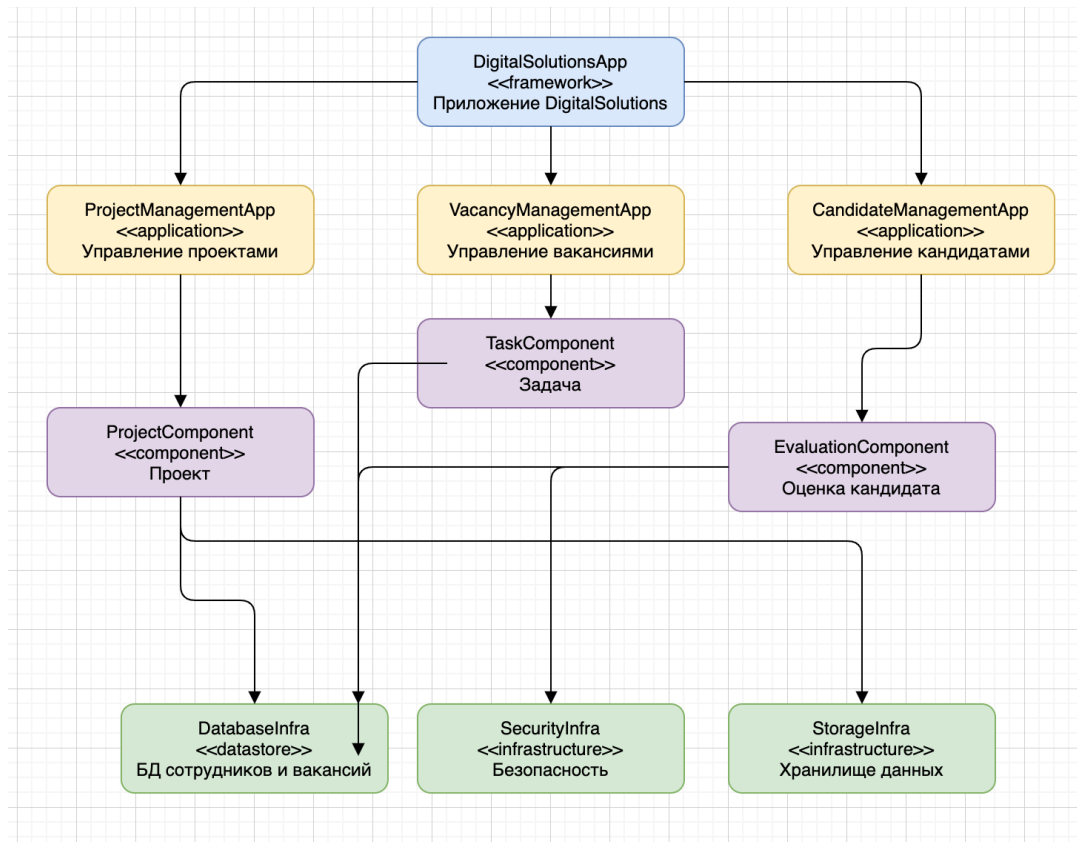 DigitalSolutionsApp
<<framework>>
Приложение DigitalSolutions
ProjectManagementApp
<<application>>
Управление проектами
VacancyManagementApp
<<application>>
Управление вакансиями
CandidateManagementApp
<<application>>
Управление кандидатами
TaskComponent
<<component>>
Задача
ProjectComponent
<<component>>
Проект
EvaluationComponent
<<component>>
Оценка кандидата
DatabaseInfra
<<datastore>>
БД сотрудников и вакансий
SecurityInfra
<<infrastructure>>
Безопасность
StorageInfra
<<infrastructure>>
Хранилище данных